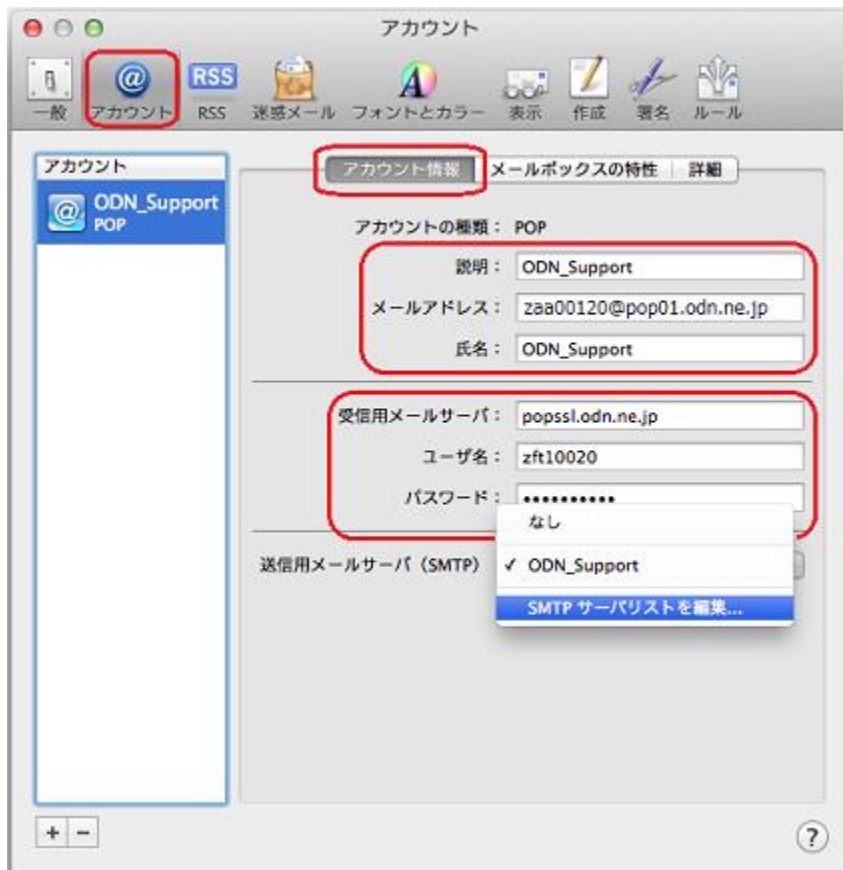 アカウント
一般 アカウント RSS 迷惑メール フォントとカラー 表示 作成 署名 ルール
RSS
アカウント
ODN_Support
POP
アカウント情報 メールボックスの特性 詳細
アカウントの種類： POP
説明： ODN_Support
メールアドレス： zaa00120@pop01.odn.ne.jp
氏名： ODN_Support
受信用メールサーバ： popssl.odn.ne.jp
ユーザ名： zft10020
パスワード： ••••••••••
なし
送信用メールサーバ（SMTP） ✓ ODN_Support
SMTP サーバリストを編集...
+ − ?